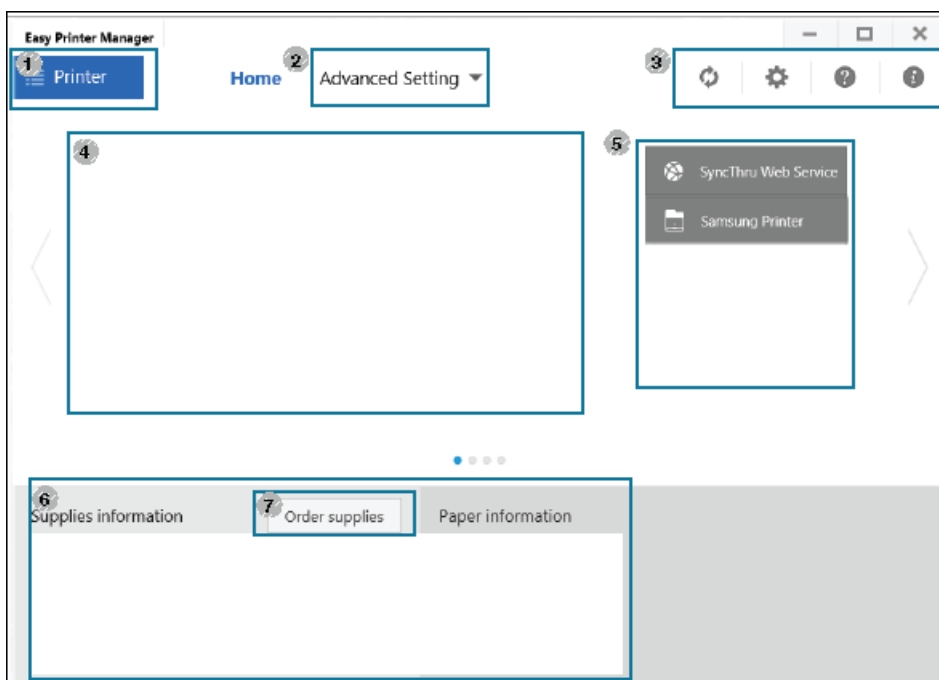 Easy Printer Manager
1 Printer
Home
2 Advanced Setting
3
4
5
SyncThru Web Service
Samsung Printer
6
Supplies information
7 Order supplies
Paper information